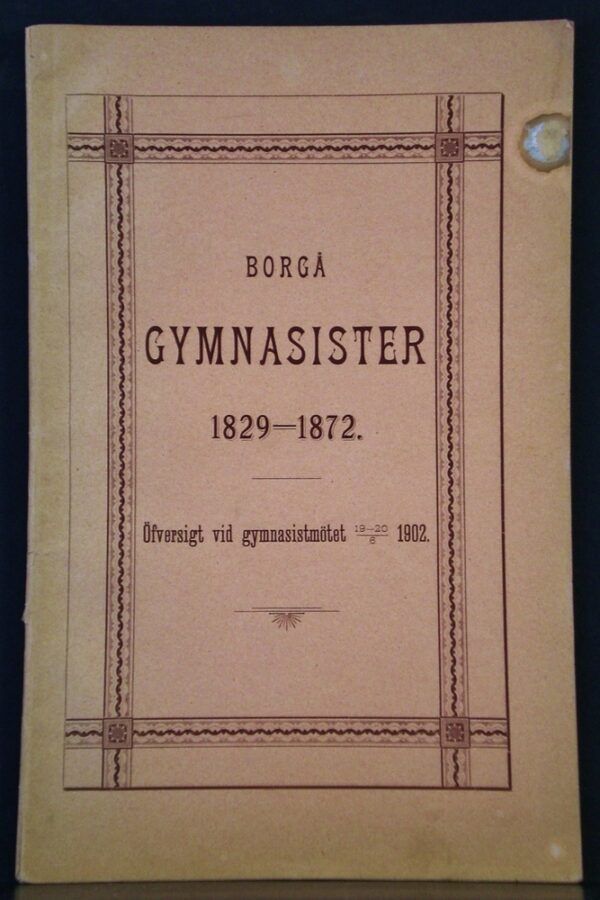 BORGÅ
GYMNASISTER
1829—1872.
Öfversigt vid gymnasistmötet 19—20/6 1902.